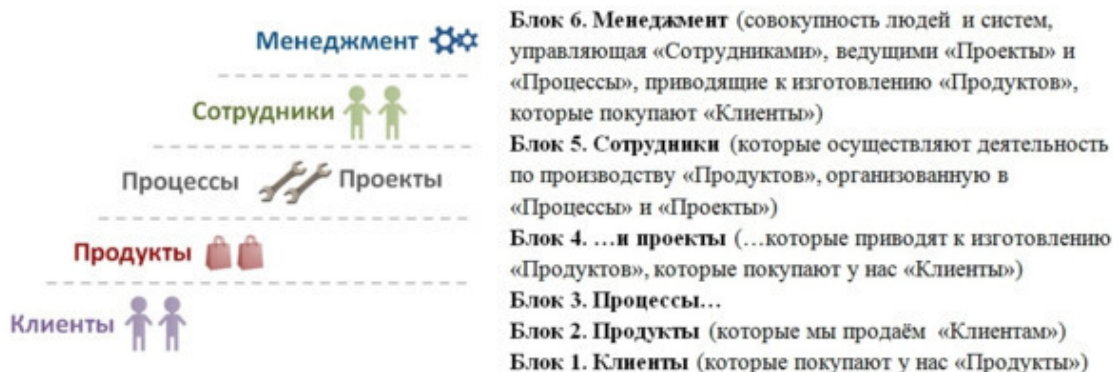 Менеджмент
Сотрудники
Процессы Проекты
Продукты
Клиенты
Блок 6. Менеджмент (совокупность людей и систем,
управляющая «Сотрудниками», ведущими «Проекты» и
«Процессы», приводящие к изготовлению «Продуктов»,
которые покупают «Клиенты»)
Блок 5. Сотрудники (которые осуществляют деятельность
по производству «Продуктов», организованную в
«Процессы» и «Проекты»)
Блок 4. …и проекты (…которые приводят к изготовлению
«Продуктов», которые покупают у нас «Клиенты»)
Блок 3. Процессы…
Блок 2. Продукты (которые мы продаём «Клиентам»)
Блок 1. Клиенты (которые покупают у нас «Продукты»)